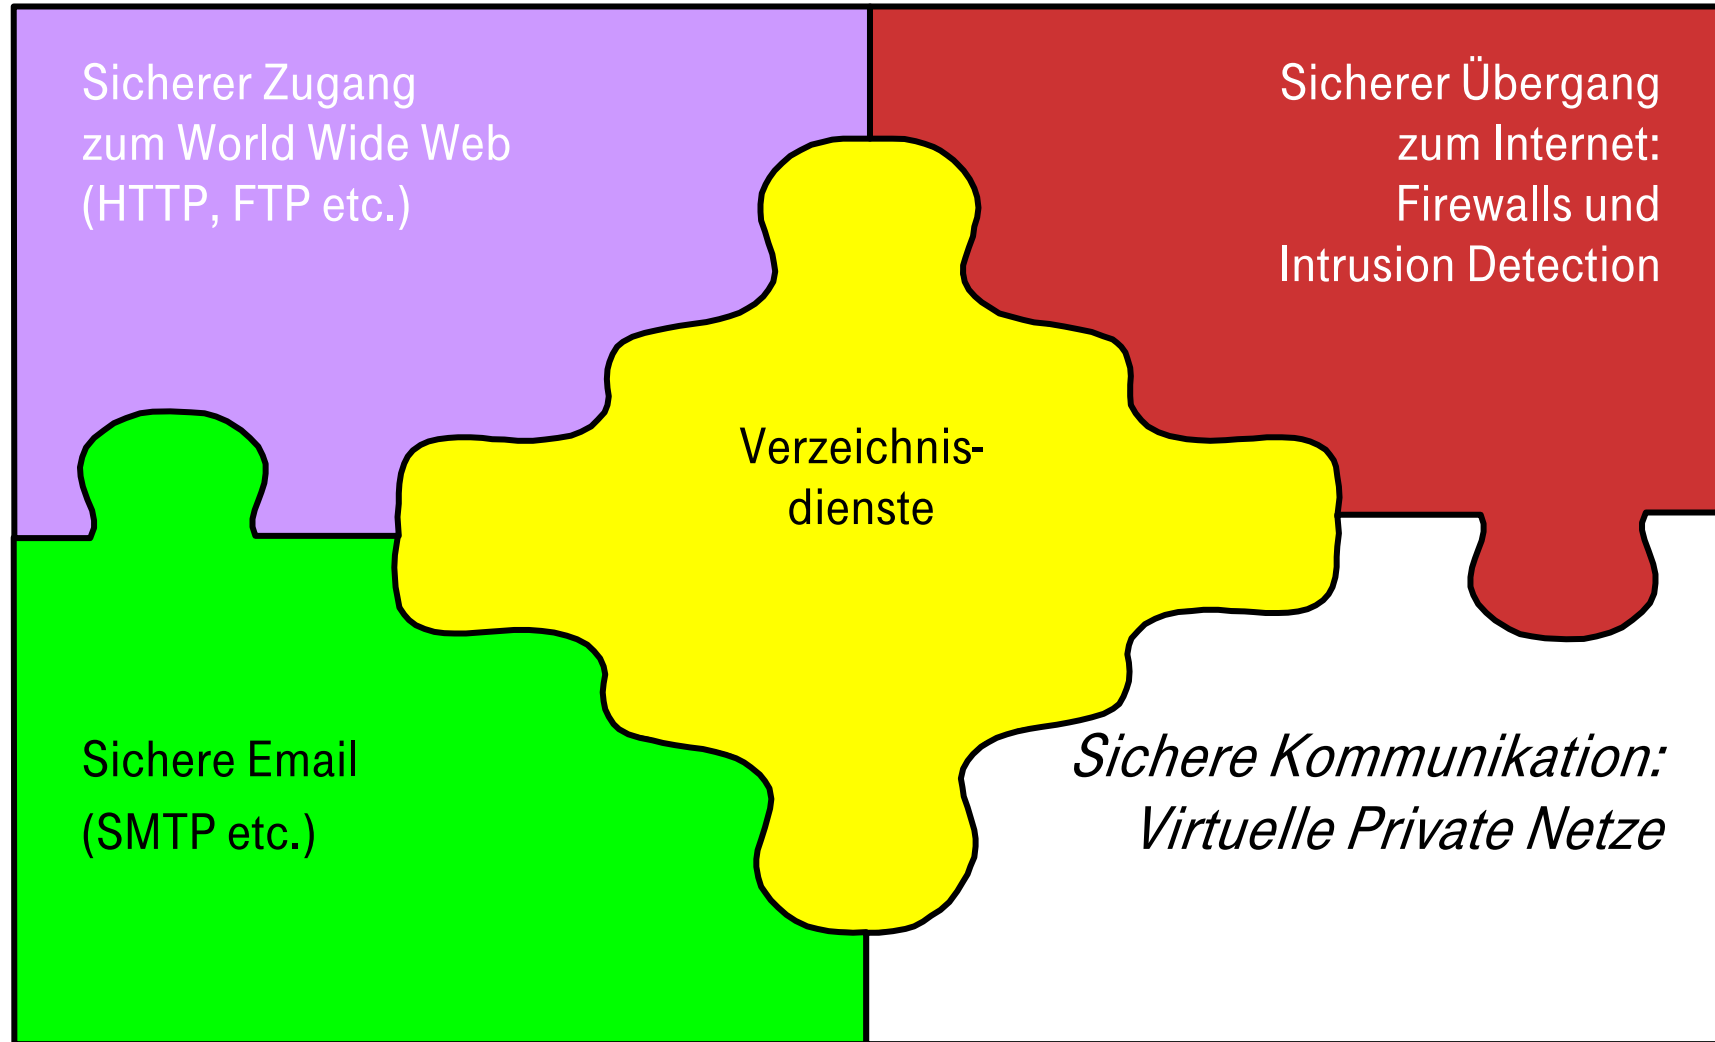 Sicherer Zugang
zum World Wide Web
(HTTP, FTP etc.)
Sicherer Übergang
zum Internet:
Firewalls und
Intrusion Detection
Verzeichnis-
dienste
Sichere Email
(SMTP etc.)
Sichere Kommunikation:
Virtuelle Private Netze